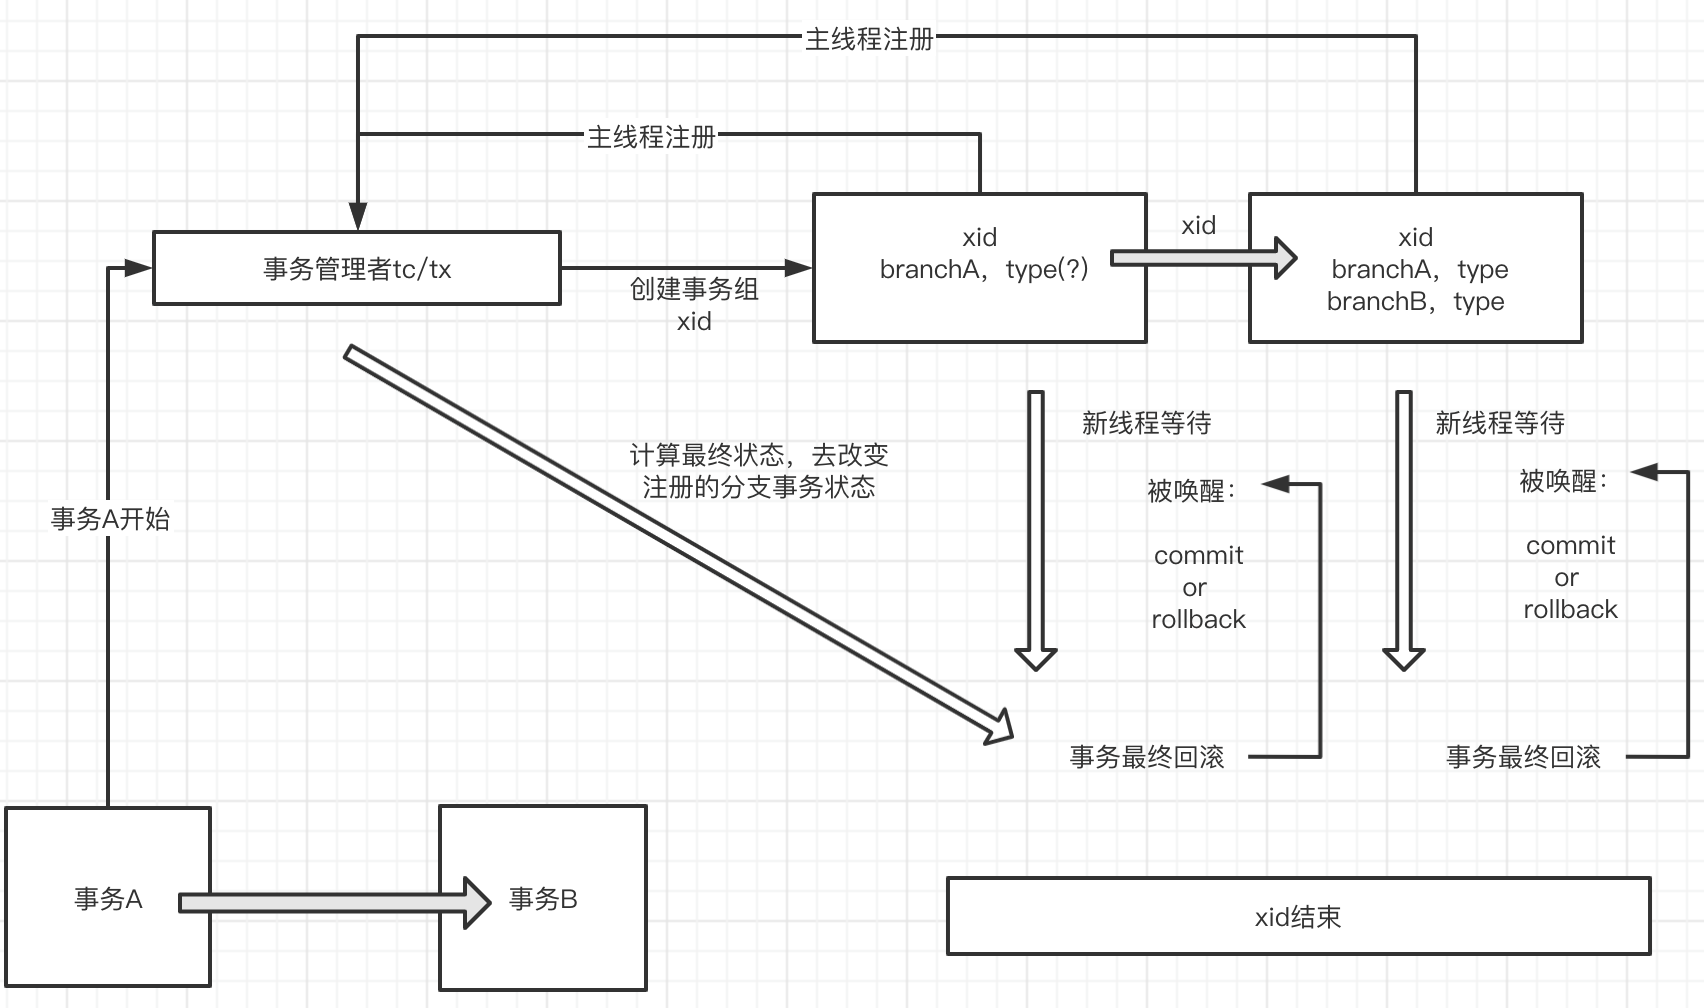 主线程注册
主线程注册
事务管理者tc/tx
创建事务组
xid
xid
branchA，type(?)
xid
xid
branchA，type
branchB，type
新线程等待
被唤醒：
commit
or
rollback
新线程等待
被唤醒：
commit
or
rollback
计算最终状态，去改变
注册的分支事务状态
事务A开始
事务最终回滚
事务最终回滚
事务A
事务B
xid结束